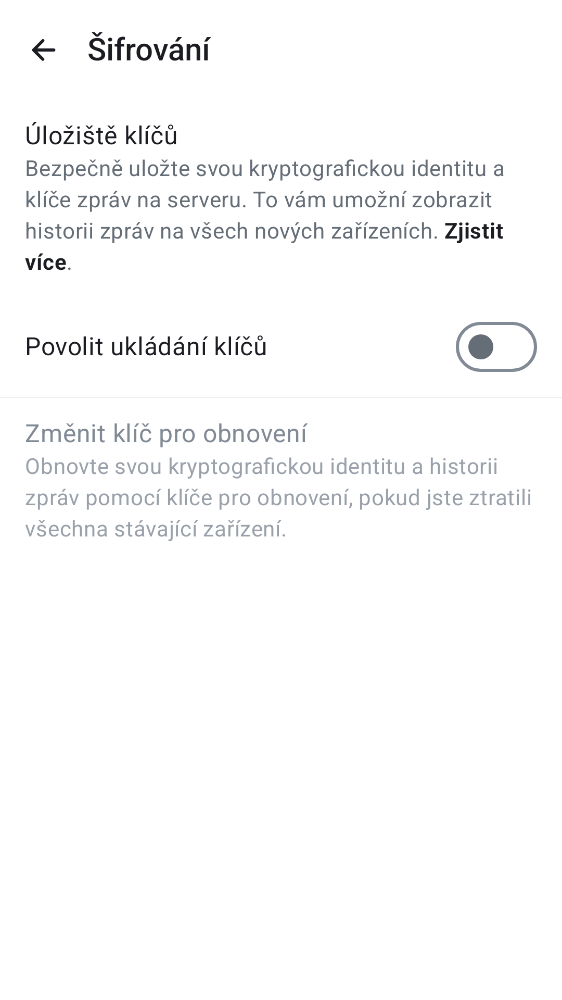 Šifrování
Úložiště klíčů
Bezpečně uložte svou kryptografickou identitu a
klíče zpráv na serveru. To vám umožní zobrazit
historii zpráv na všech nových zařízeních. Zjistit
více.
Povolit ukládání klíčů
Změnit klíč pro obnovení
Obnovte svou kryptografickou identitu a historii
zpráv pomocí klíče pro obnovení, pokud jste ztratili
všechna stávající zařízení.